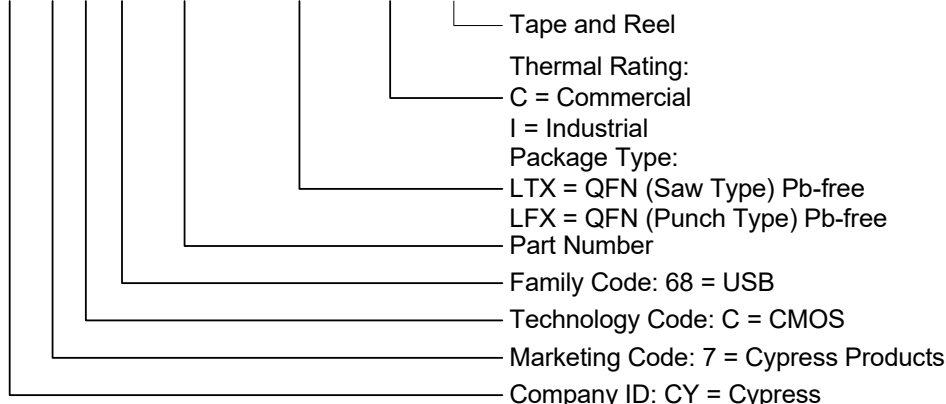 Tape and Reel
Thermal Rating:
C = Commercial
I = Industrial
Package Type:
LTX = QFN (Saw Type) Pb-free
LFX = QFN (Punch Type) Pb-free
Part Number
Family Code: 68 = USB
Technology Code: C = CMOS
Marketing Code: 7 = Cypress Products
Company ID: CY = Cypress